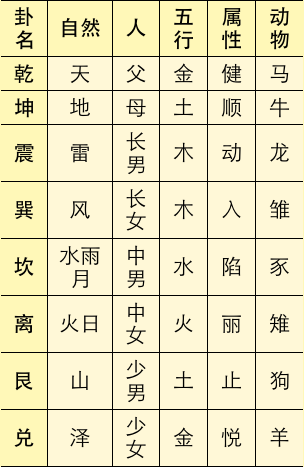 卦名 自然 人 五行 属性 动物
乾 天 父 金 健 马
坤 地 母 土 顺 牛
震 雷 长男 木 动 龙
巽 风 长女 木 入 雏
坎 水雨月 中男 水 陷 豕
离 火日 中女 火 丽 雉
艮 山 少男 土 止 狗
兑 泽 少女 金 悦 羊